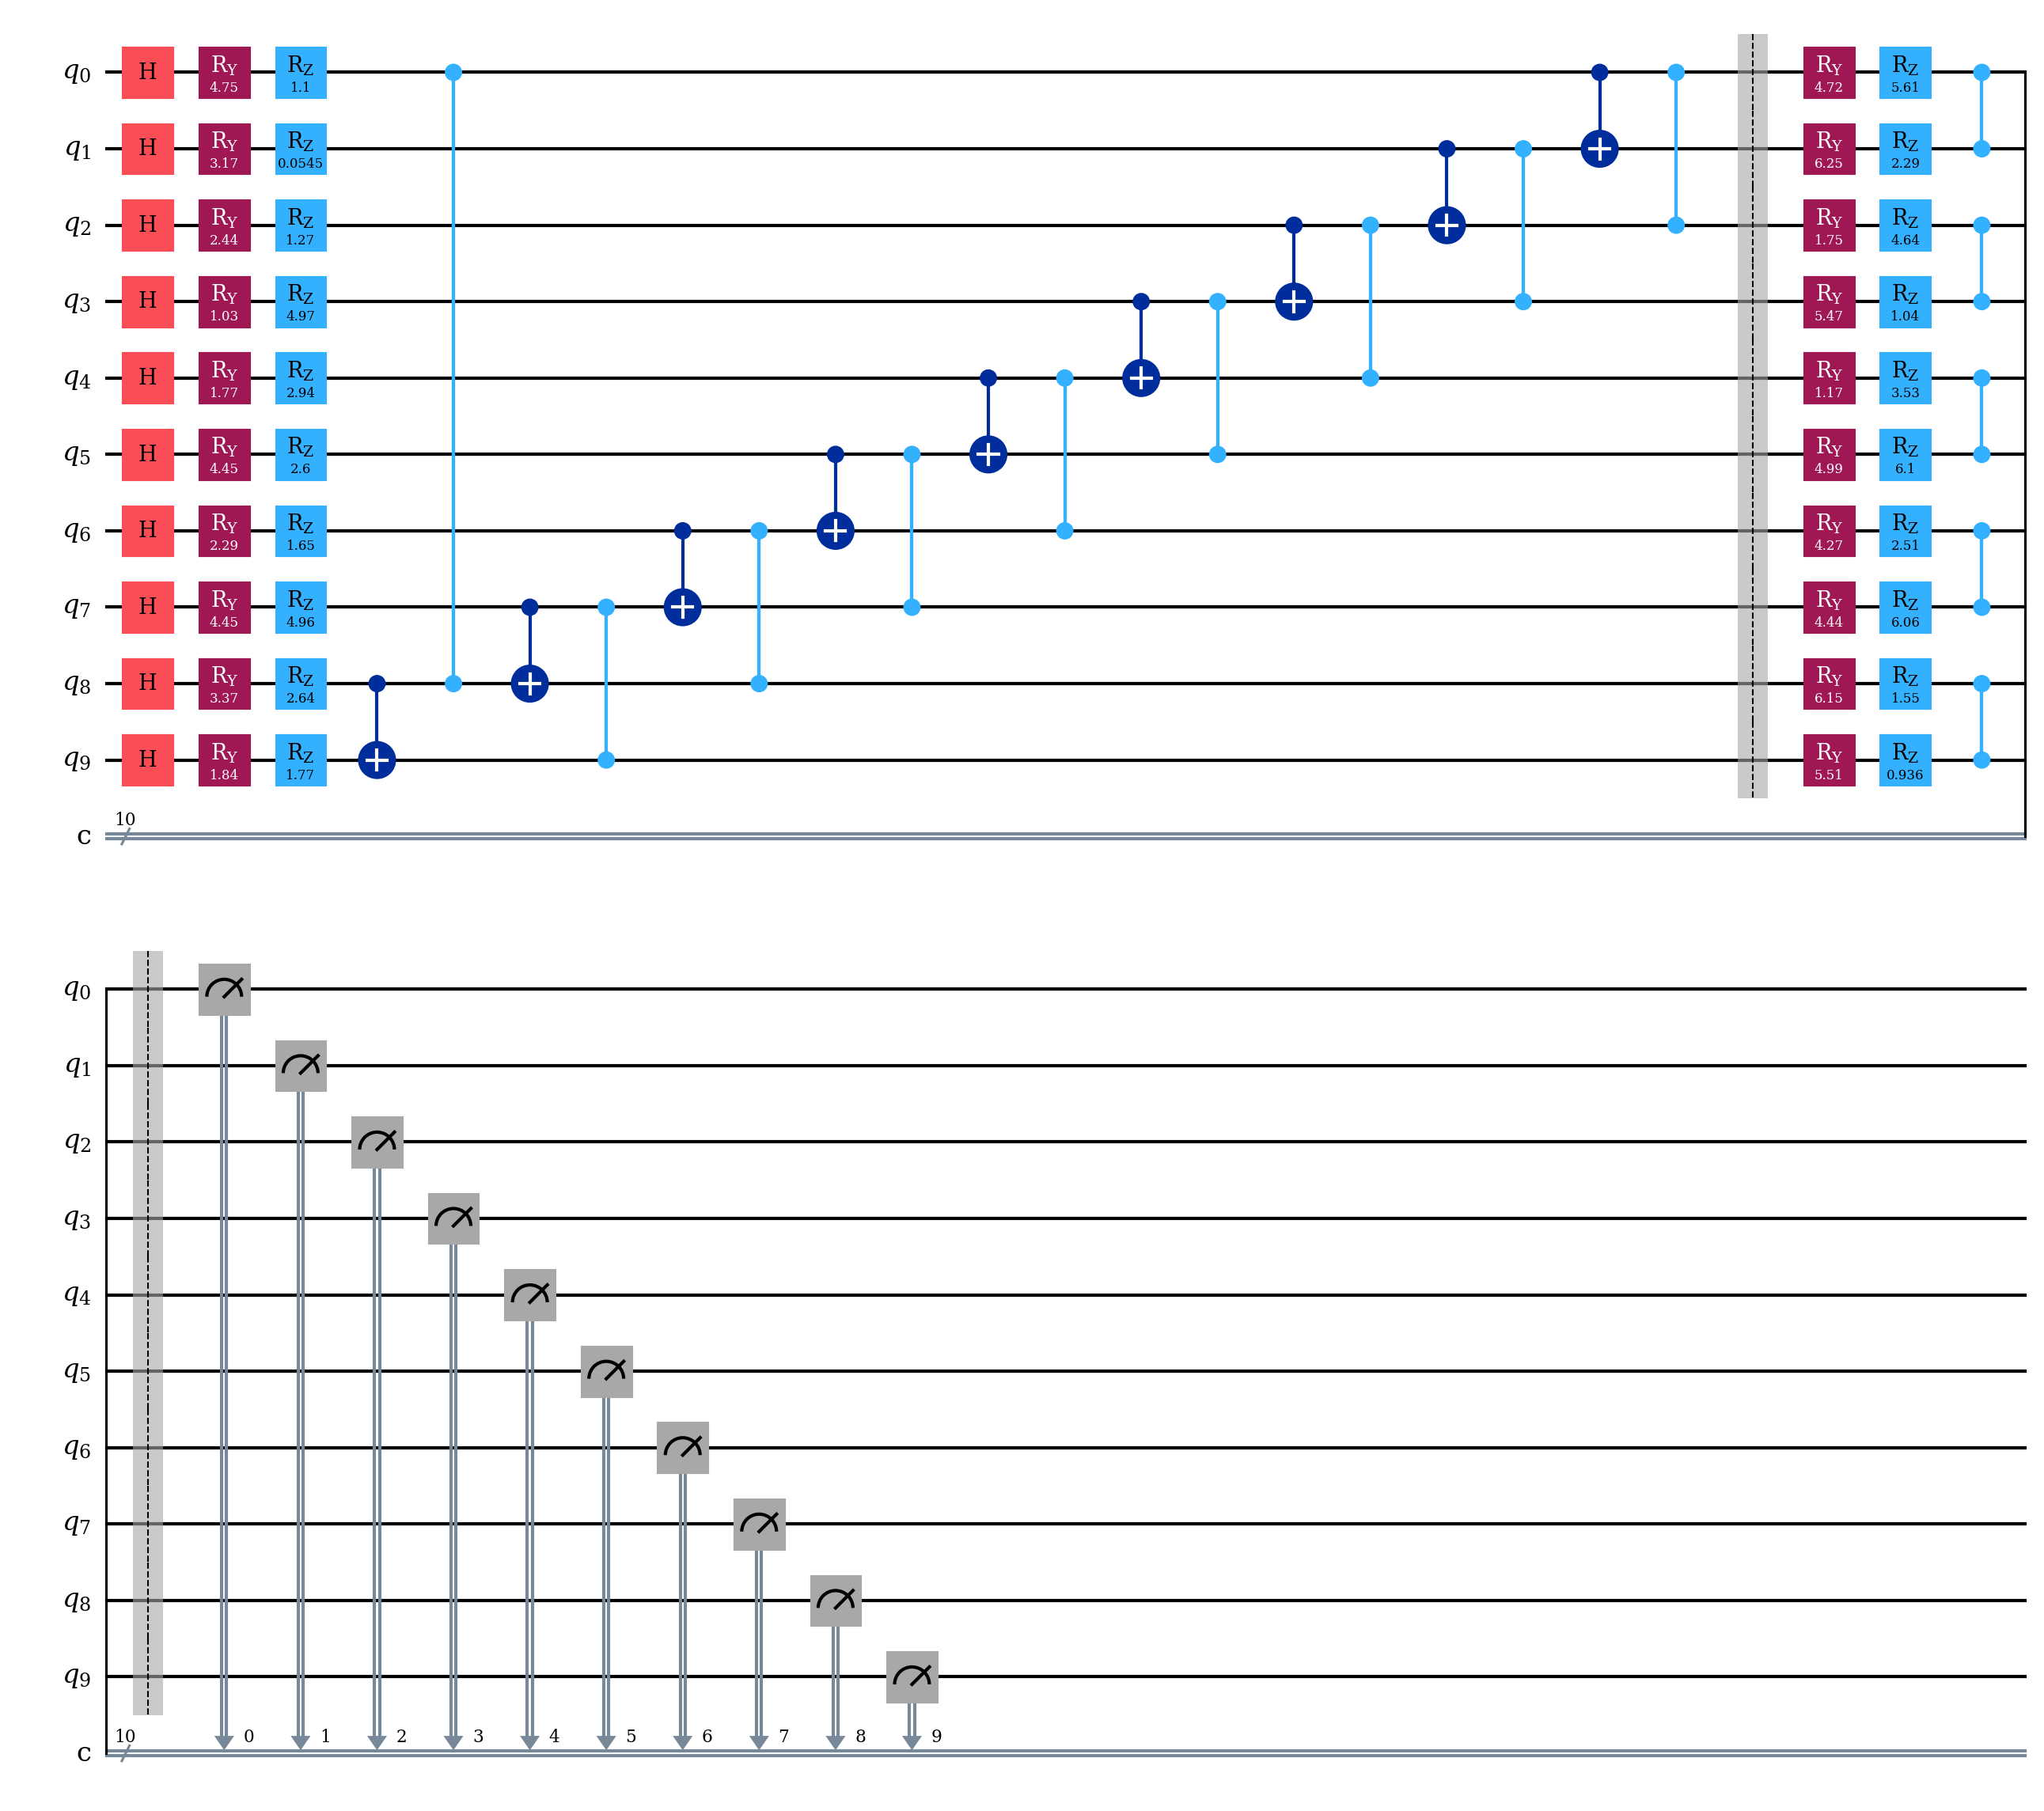 q0 H RY 4.75 RZ 1.1 RY 4.72 RZ 5.61
q1 H RY 3.17 RZ 0.0545 RY 6.25 RZ 2.29
q2 H RY 2.44 RZ 1.27 RY 1.75 RZ 4.64
q3 H RY 1.03 RZ 4.97 RY 5.47 RZ 1.04
q4 H RY 1.77 RZ 2.94 RY 1.17 RZ 3.53
q5 H RY 4.45 RZ 2.6 RY 4.99 RZ 6.1
q6 H RY 2.29 RZ 1.65 RY 4.27 RZ 2.51
q7 H RY 4.45 RZ 4.96 RY 4.44 RZ 6.06
q8 H RY 3.37 RZ 2.64 RY 6.15 RZ 1.55
q9 H RY 1.84 RZ 1.77 RY 5.51 RZ 0.936
c 10
q0
q1
q2
q3
q4
q5
q6
q7
q8
q9
c 10 0 1 2 3 4 5 6 7 8 9